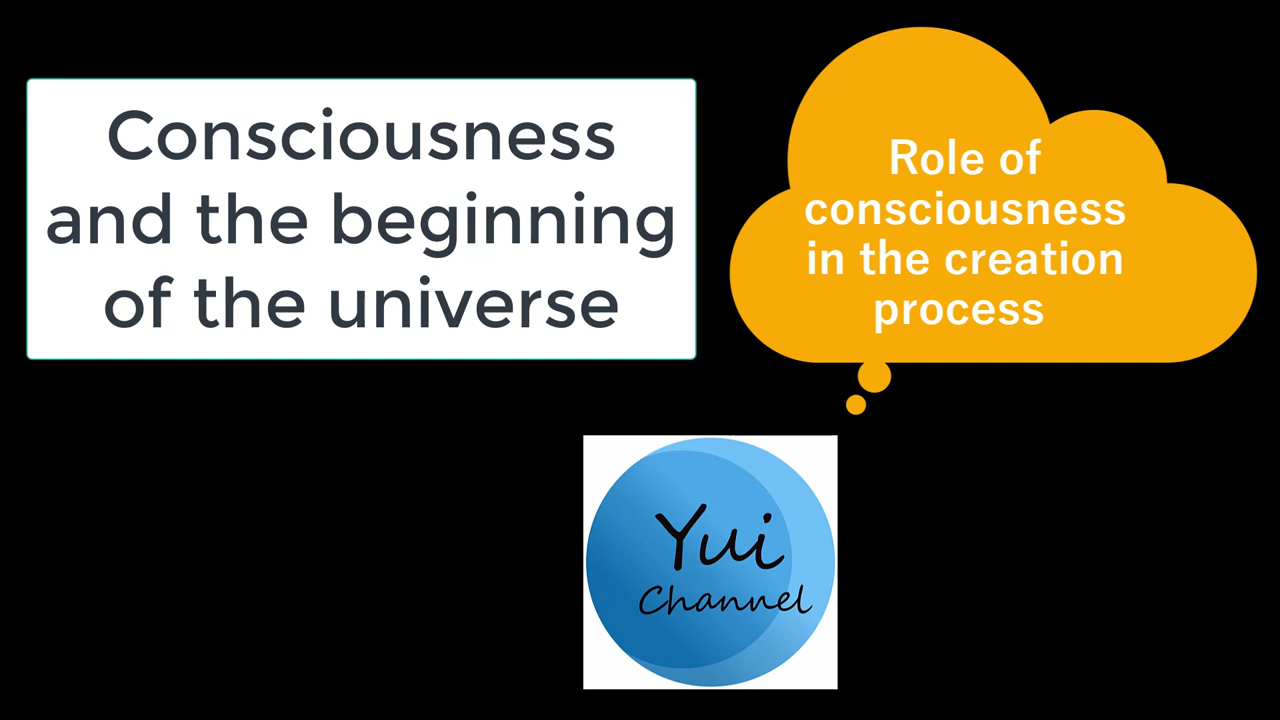 Consciousness
and the beginning
of the universe
Role of
consciousness
in the creation
process
Yui
Channel